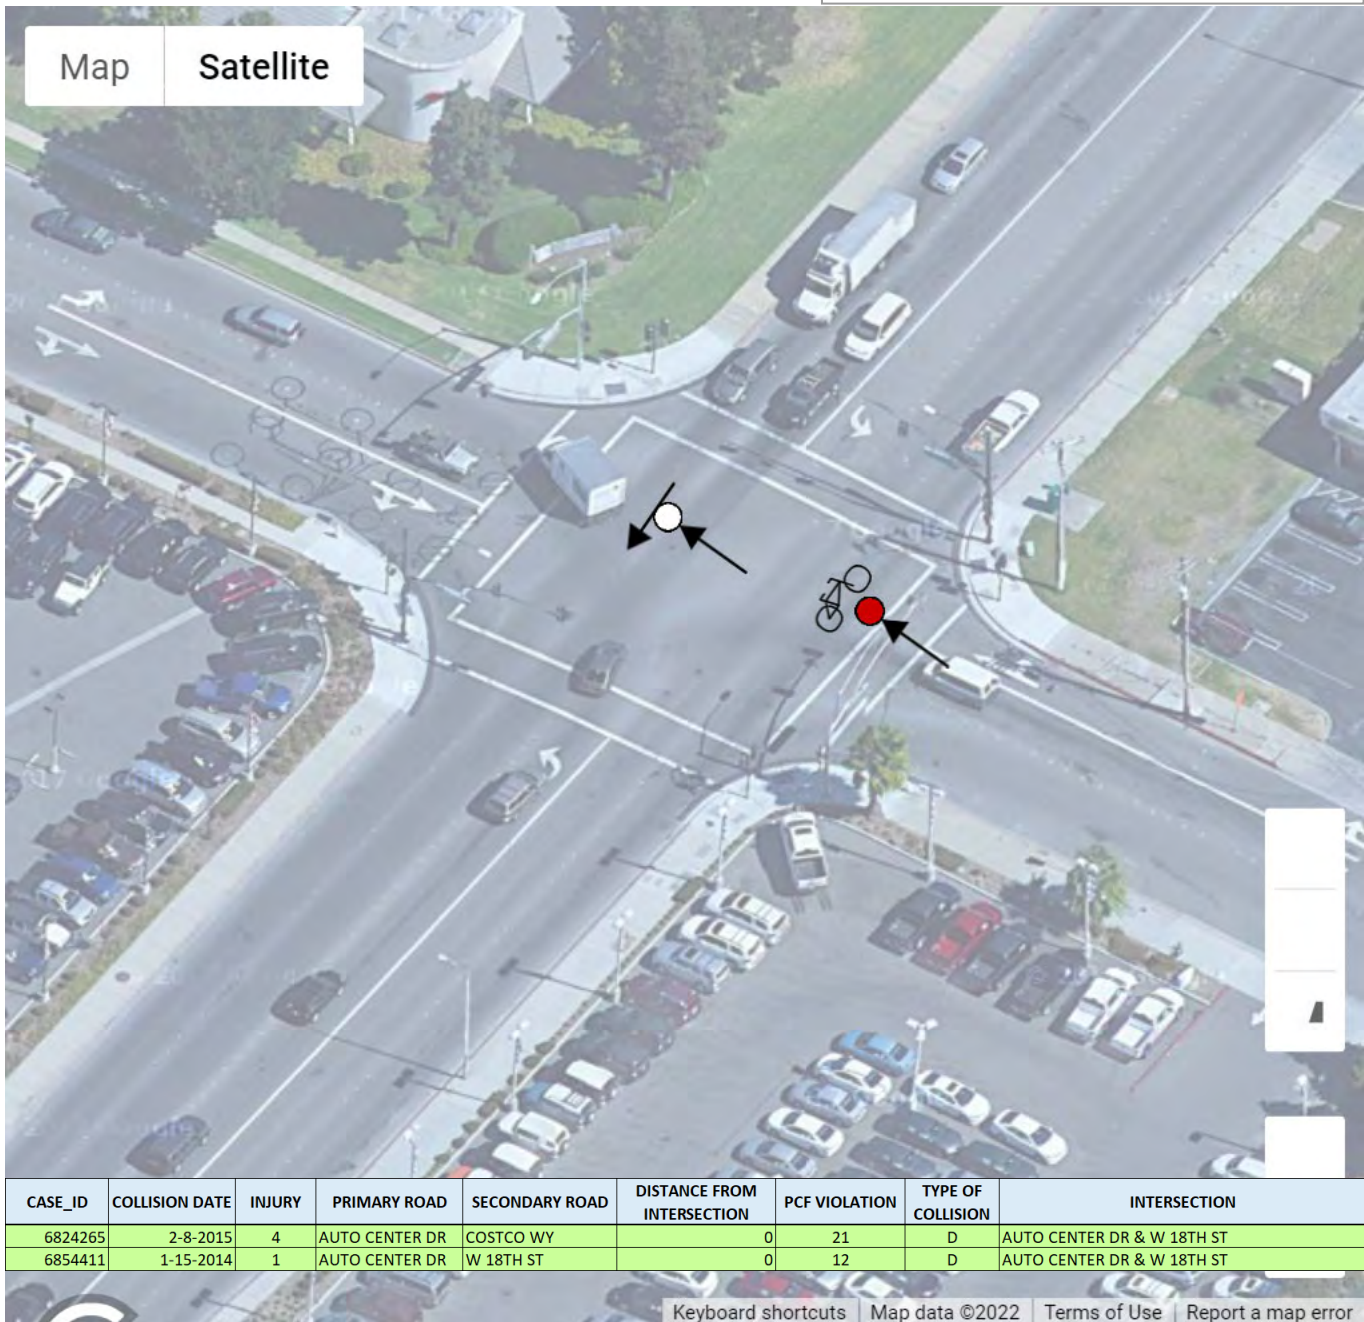 Map Satellite
CASE_ID COLLISION DATE INJURY PRIMARY ROAD SECONDARY ROAD DISTANCE FROM INTERSECTION PCF VIOLATION TYPE OF COLLISION INTERSECTION
6824265 2-8-2015 4 AUTO CENTER DR COSTCO WY 0 21 D AUTO CENTER DR & W 18TH ST
6854411 1-15-2014 1 AUTO CENTER DR W 18TH ST 0 12 D AUTO CENTER DR & W 18TH ST
Keyboard shortcuts Map data ©2022 Terms of Use Report a map error